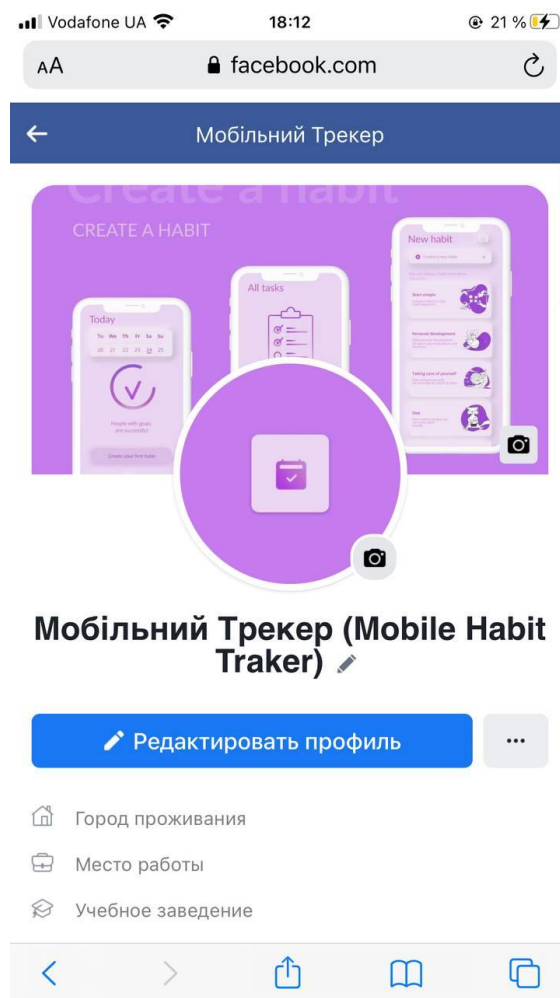 Vodafone UA
18:12
21 %
AA
facebook.com
Мобільний Трекер
Create a habit
CREATE A HABIT
Today
Tu We Th Fr Sa Su
20 21 22 23 24 25
People with goals
are successful
Create your first habit
All tasks
New habit
Create a new habit
Start simple
Personal development
Taking care of yourself
Мобільний Трекер (Mobile Habit
Traker)
Редактировать профиль
Город проживания
Место работы
Учебное заведение